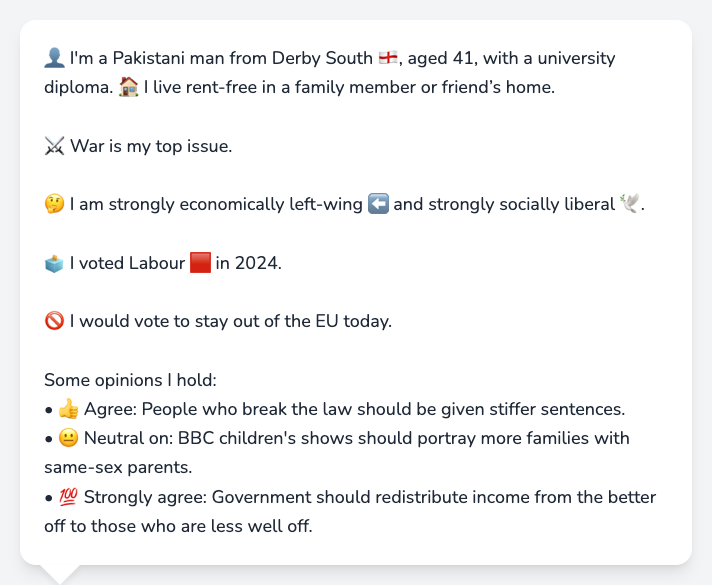 👤 I'm a Pakistani man from Derby South 🏴󠁧󠁢󠁥󠁮󠁧󠁿, aged 41, with a university
diploma. 🏠 I live rent-free in a family member or friend’s home.
⚔️ War is my top issue.
🤔 I am strongly economically left-wing ⬅️ and strongly socially liberal 🕊️.
🗳️ I voted Labour 🟥 in 2024.
🚫 I would vote to stay out of the EU today.
Some opinions I hold:
• 👍 Agree: People who break the law should be given stiffer sentences.
• 😐 Neutral on: BBC children's shows should portray more families with
same-sex parents.
• 💯 Strongly agree: Government should redistribute income from the better
off to those who are less well off.